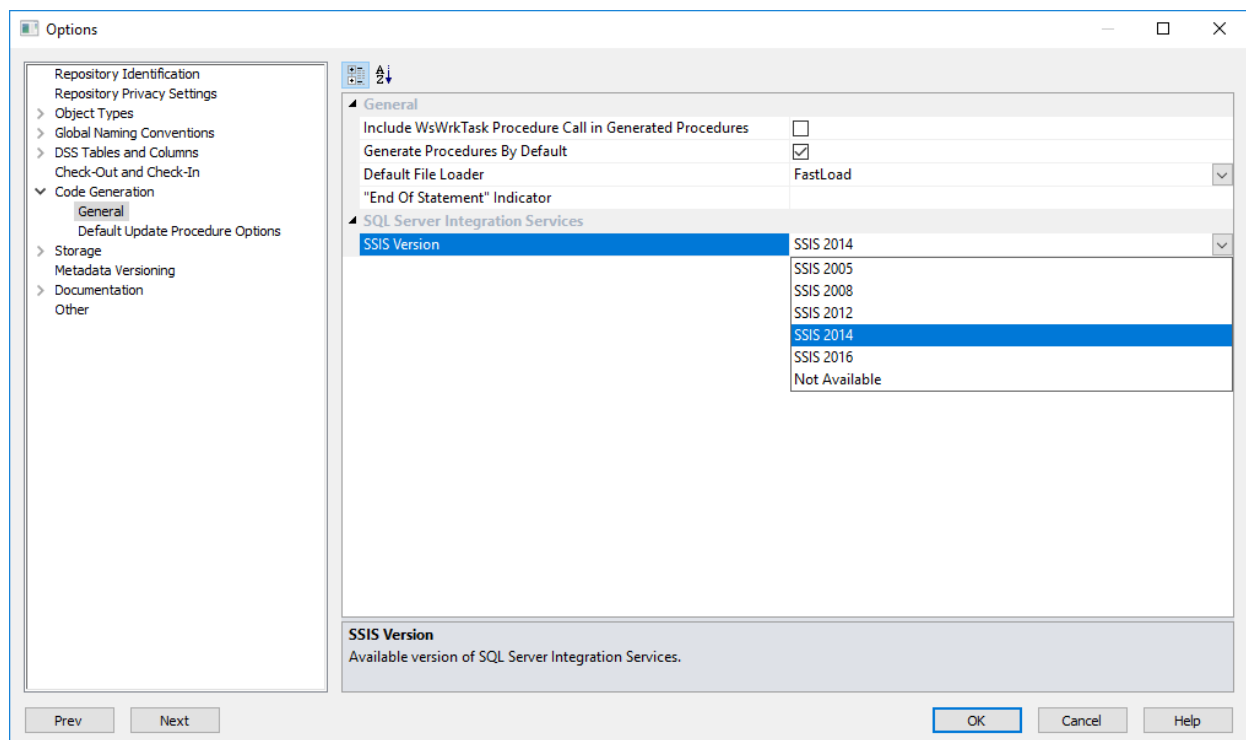 Options
Repository Identification
Repository Privacy Settings
Object Types
Global Naming Conventions
DSS Tables and Columns
Check-Out and Check-In
Code Generation
General
Default Update Procedure Options
Storage
Metadata Versioning
Documentation
Other
General
Include WsWrkTask Procedure Call in Generated Procedures
Generate Procedures By Default
Default File Loader FastLoad
"End Of Statement" Indicator
SQL Server Integration Services
SSIS Version SSIS 2014
SSIS 2005
SSIS 2008
SSIS 2012
SSIS 2014
SSIS 2016
Not Available
SSIS Version
Available version of SQL Server Integration Services.
Prev Next OK Cancel Help